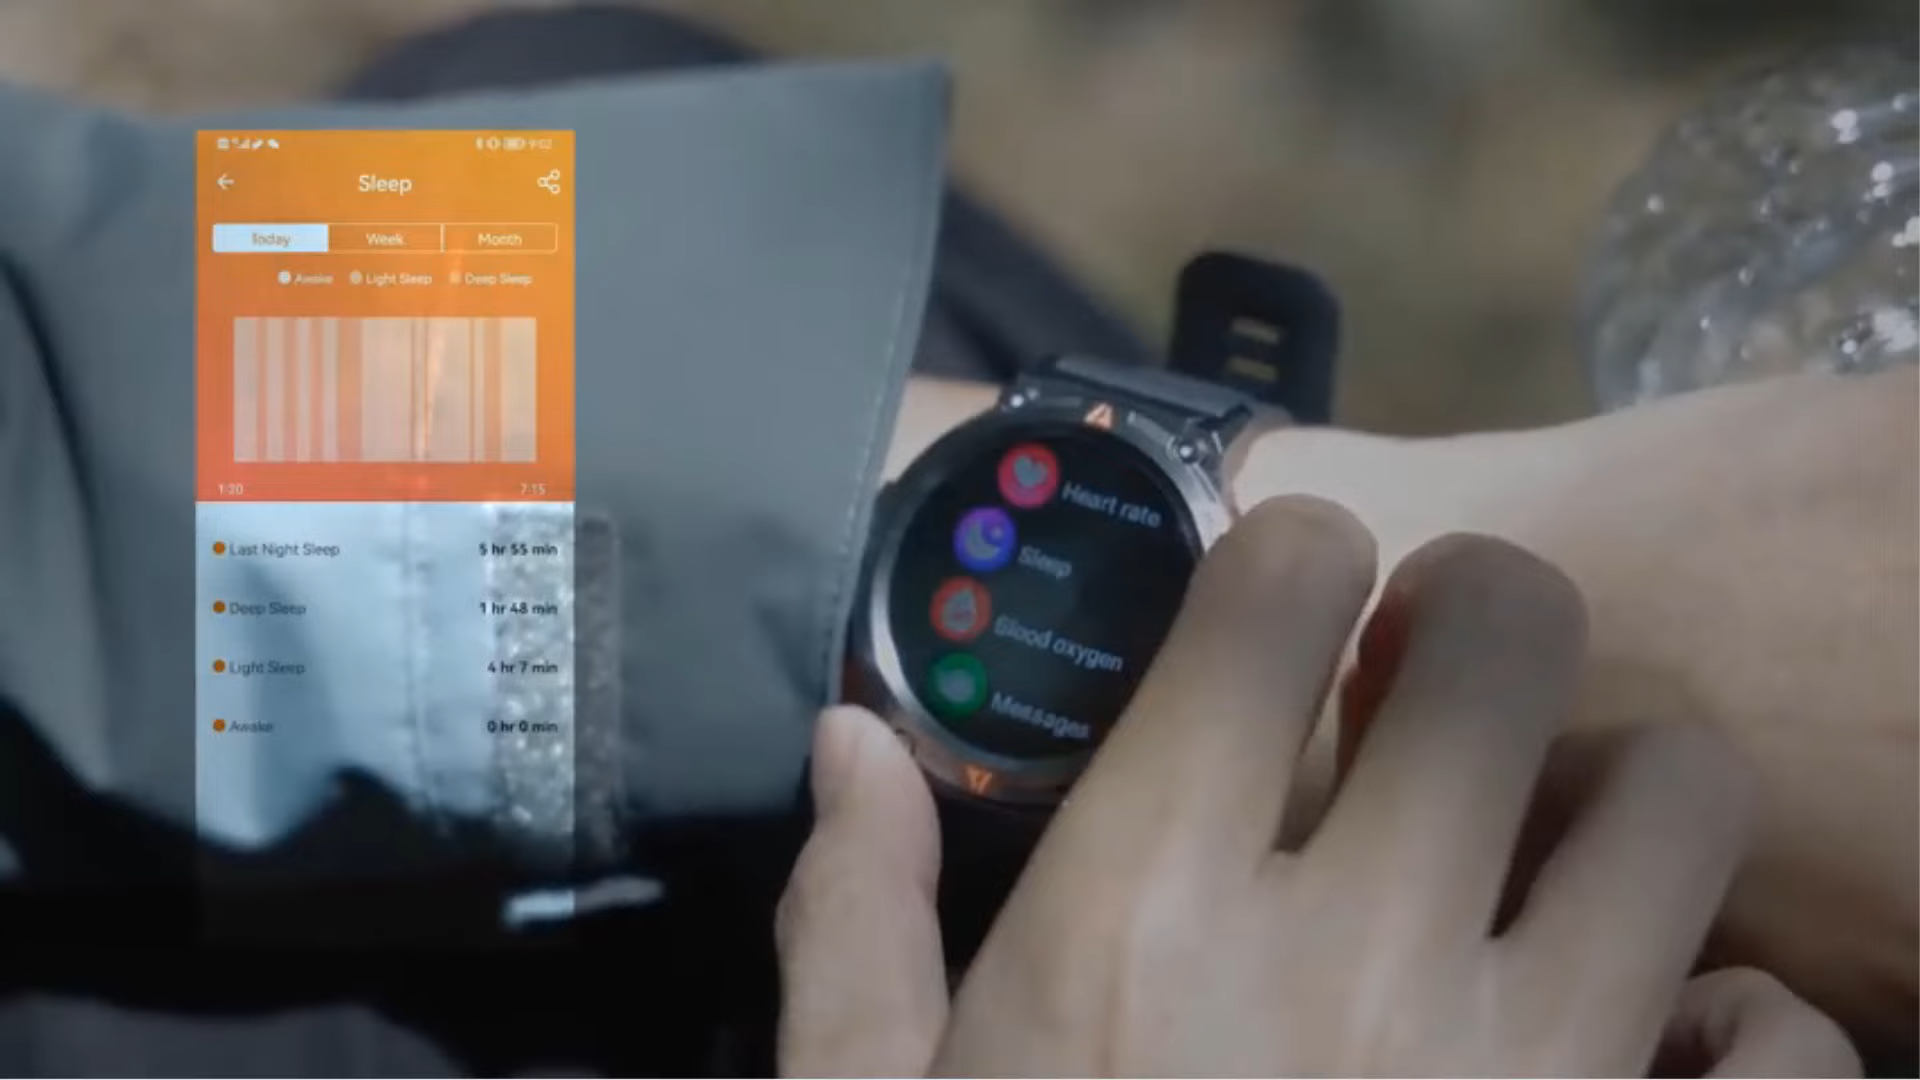 9:02
Sleep
Today Week Month
Awake Light Sleep Deep Sleep
1:20 7:15
Last Night Sleep 5 hr 55 min
Deep Sleep 1 hr 48 min
Light Sleep 4 hr 7 min
Awake 0 hr 0 min
Heart rate
Sleep
Blood oxygen
Messages